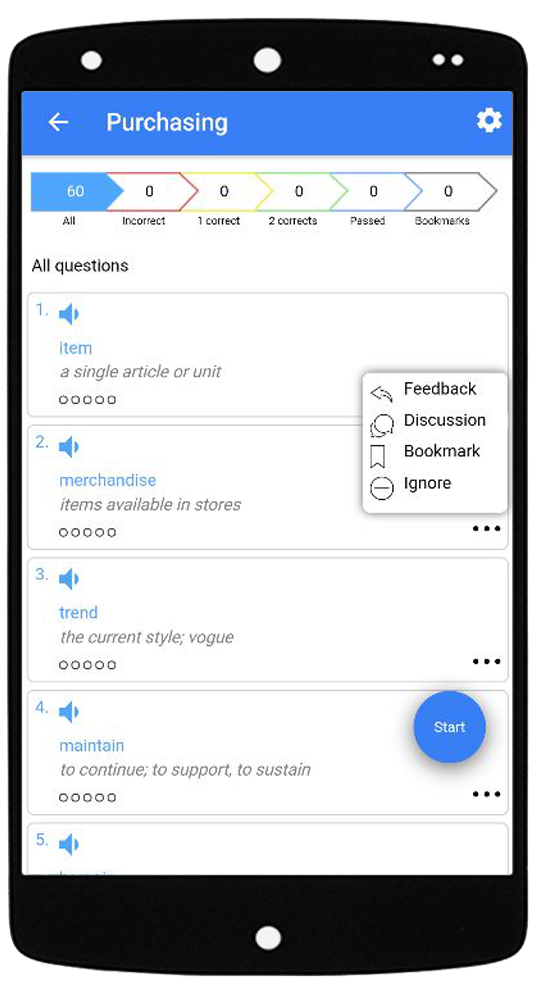 Purchasing
60 0 0 0 0 0
All Incorrect 1 correct 2 corrects Passed Bookmarks
All questions
1.
item
a single article or unit
Feedback
Discussion
Bookmark
Ignore
2.
merchandise
items available in stores
3.
trend
the current style; vogue
4.
maintain
to continue; to support, to sustain
Start
5.